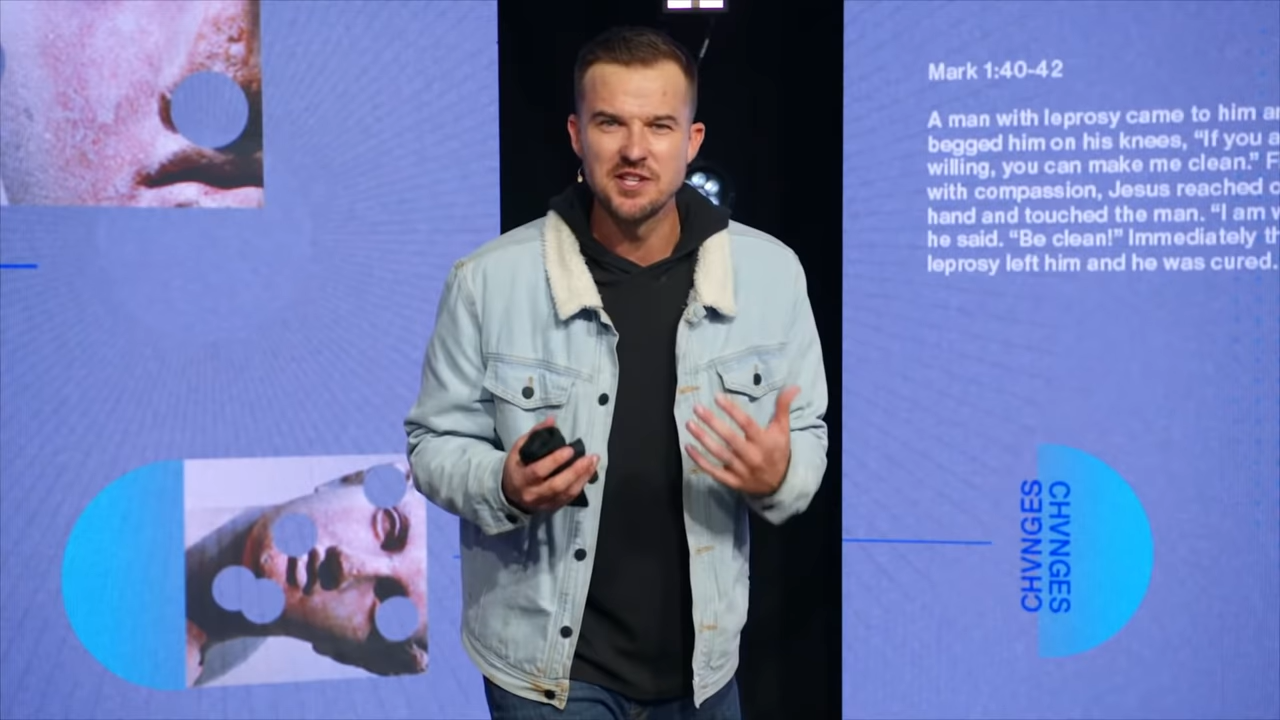 Mark 1:40-42
A man with leprosy came to him
begged him on his knees, “If you
willing, you can make me clean.”
with compassion, Jesus reached
hand and touched the man. “I am
he said. “Be clean!” Immediately
leprosy left him and he was cured.
CHVNGES
CHVNGES